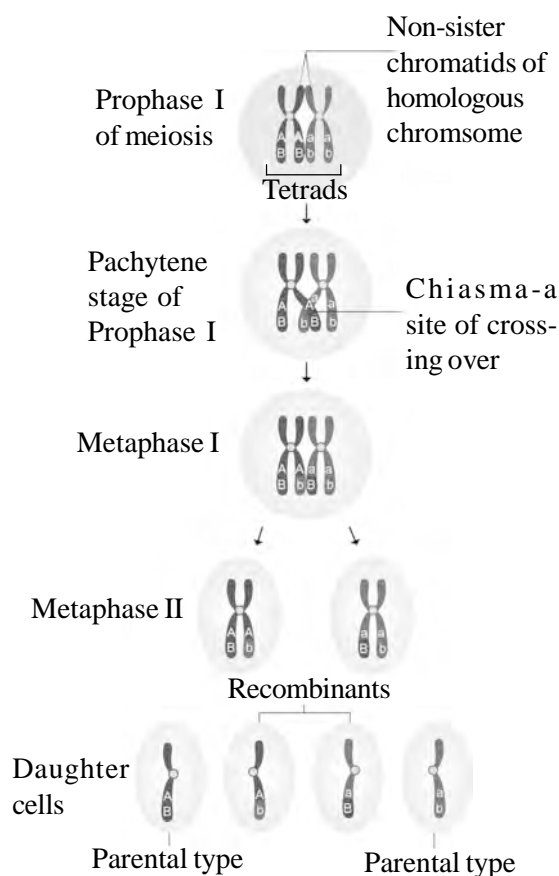 Non-sister
chromatids of
homologous
chromsome
Prophase I
of meiosis
A A a a
B B b b
Tetrads
Pachytene
stage of
Prophase I
A a A a
B b B b
Chiasma-a
site of cross-
ing over
Metaphase I
A A a a
B b B b
Metaphase II
A A a a
B b B b
Recombinants
Daughter
cells
A A a a
B b B b
Parental type Parental type